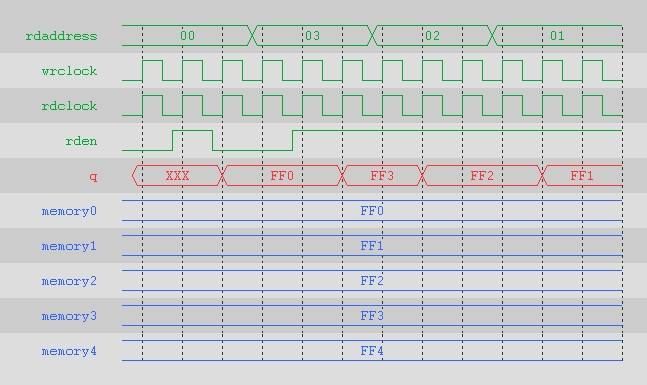 rdaddress 00 03 02 01
wrclock
rdclock
rden
q XXX FF0 FF3 FF2 FF1
memory0 FF0
memory1 FF1
memory2 FF2
memory3 FF3
memory4 FF4